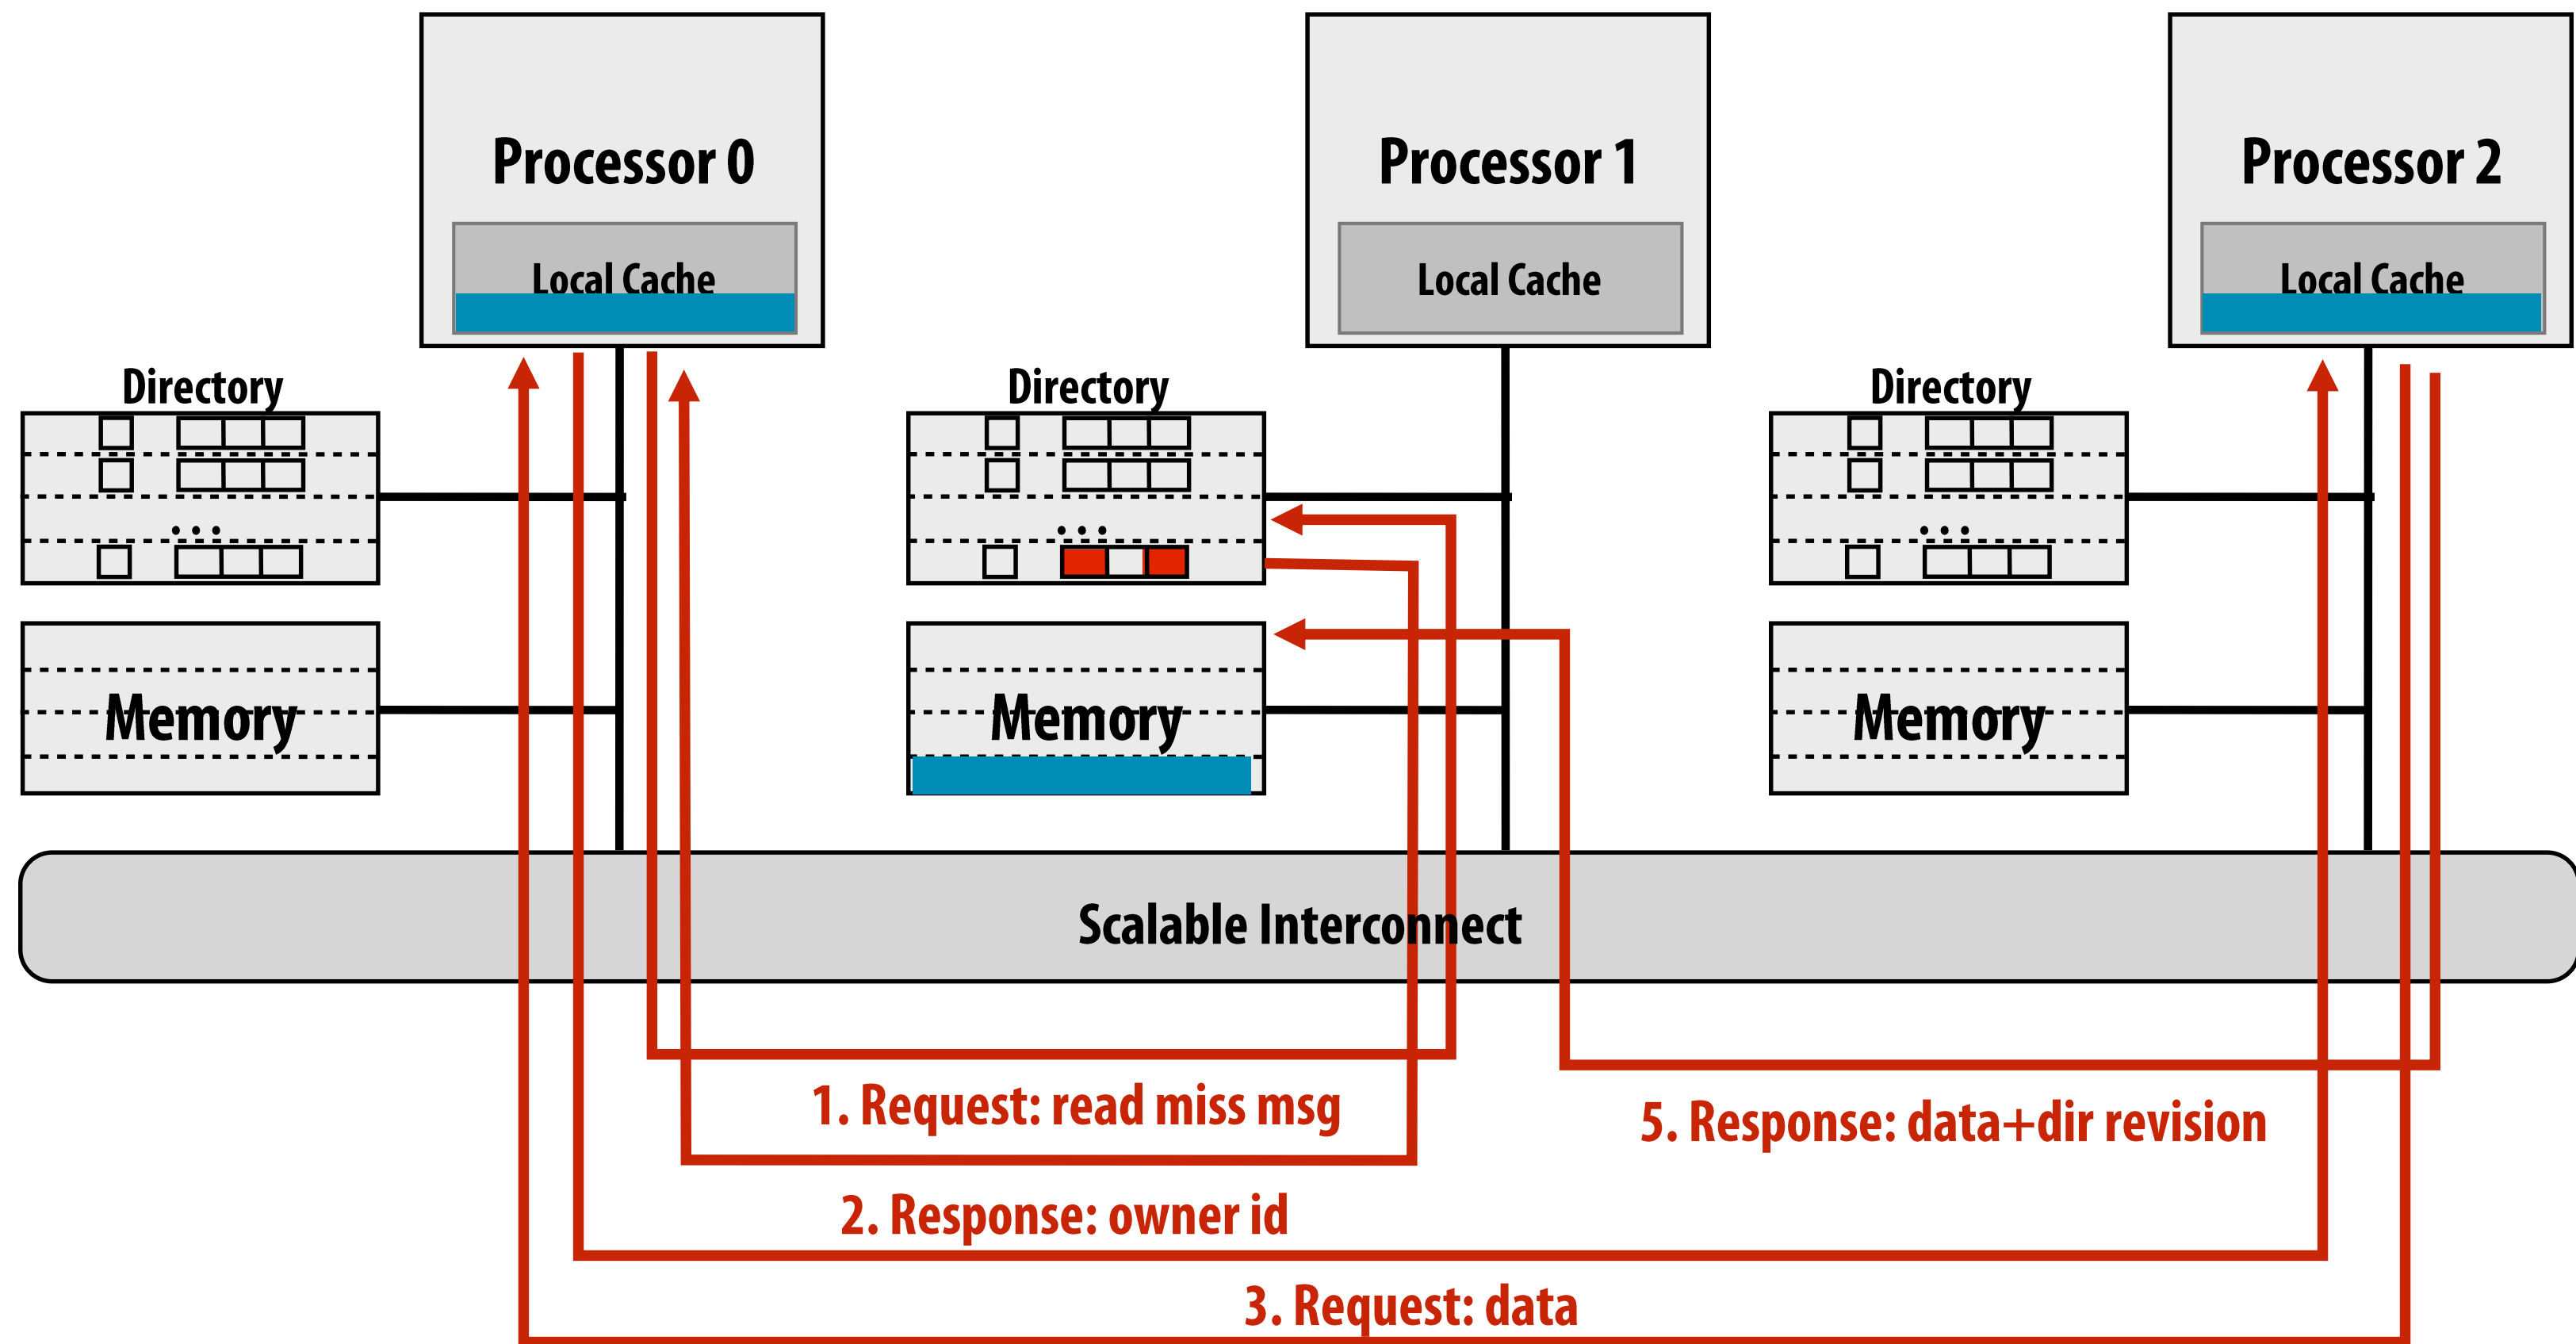 Processor 0
Processor 1
Processor 2
Local Cache
Local Cache
Local Cache
Directory
Directory
Directory
...
...
...
Memory
Memory
Memory
Scalable Interconnect
1. Request: read miss msg
5. Response: data+dir revision
2. Response: owner id
3. Request: data